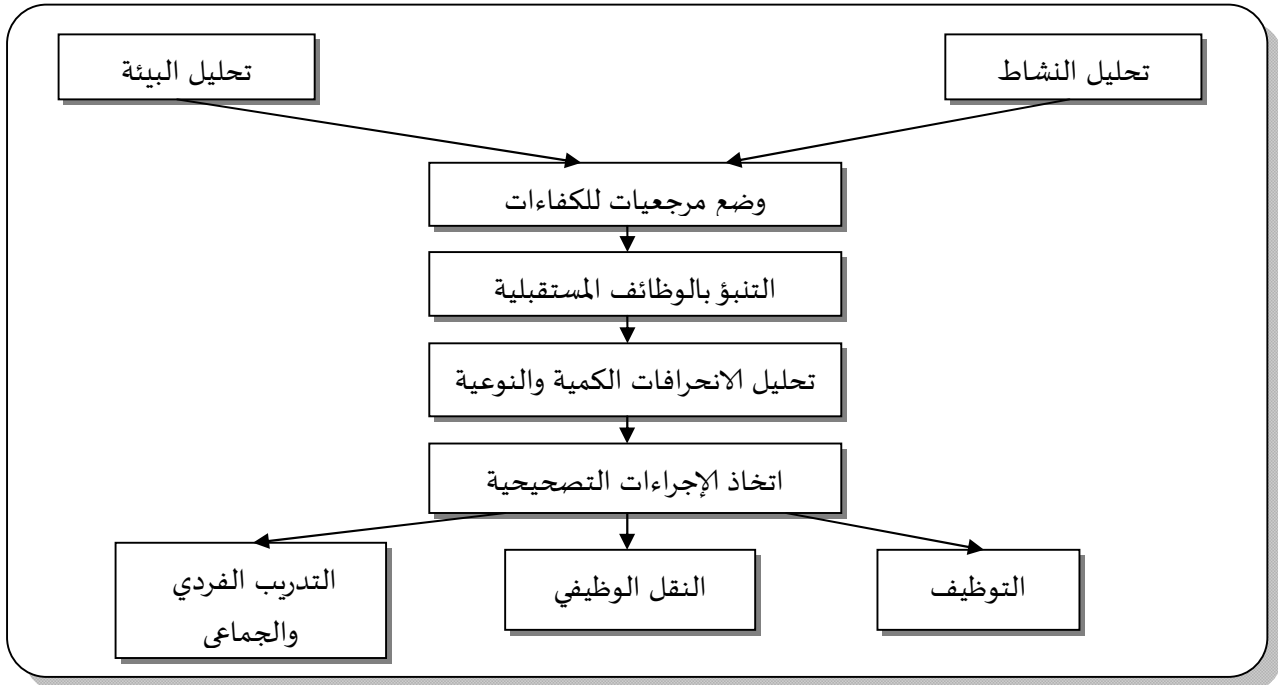 تحليل النشاط
تحليل البيئة
وضع مرجعيات للكفاءات
التنبؤ بالوظائف المستقبلية
تحليل الانحرافات الكمية والنوعية
اتخاذ الإجراءات التصحيحية
التوظيف
النقل الوظيفي
التدريب الفردي
والجماعي